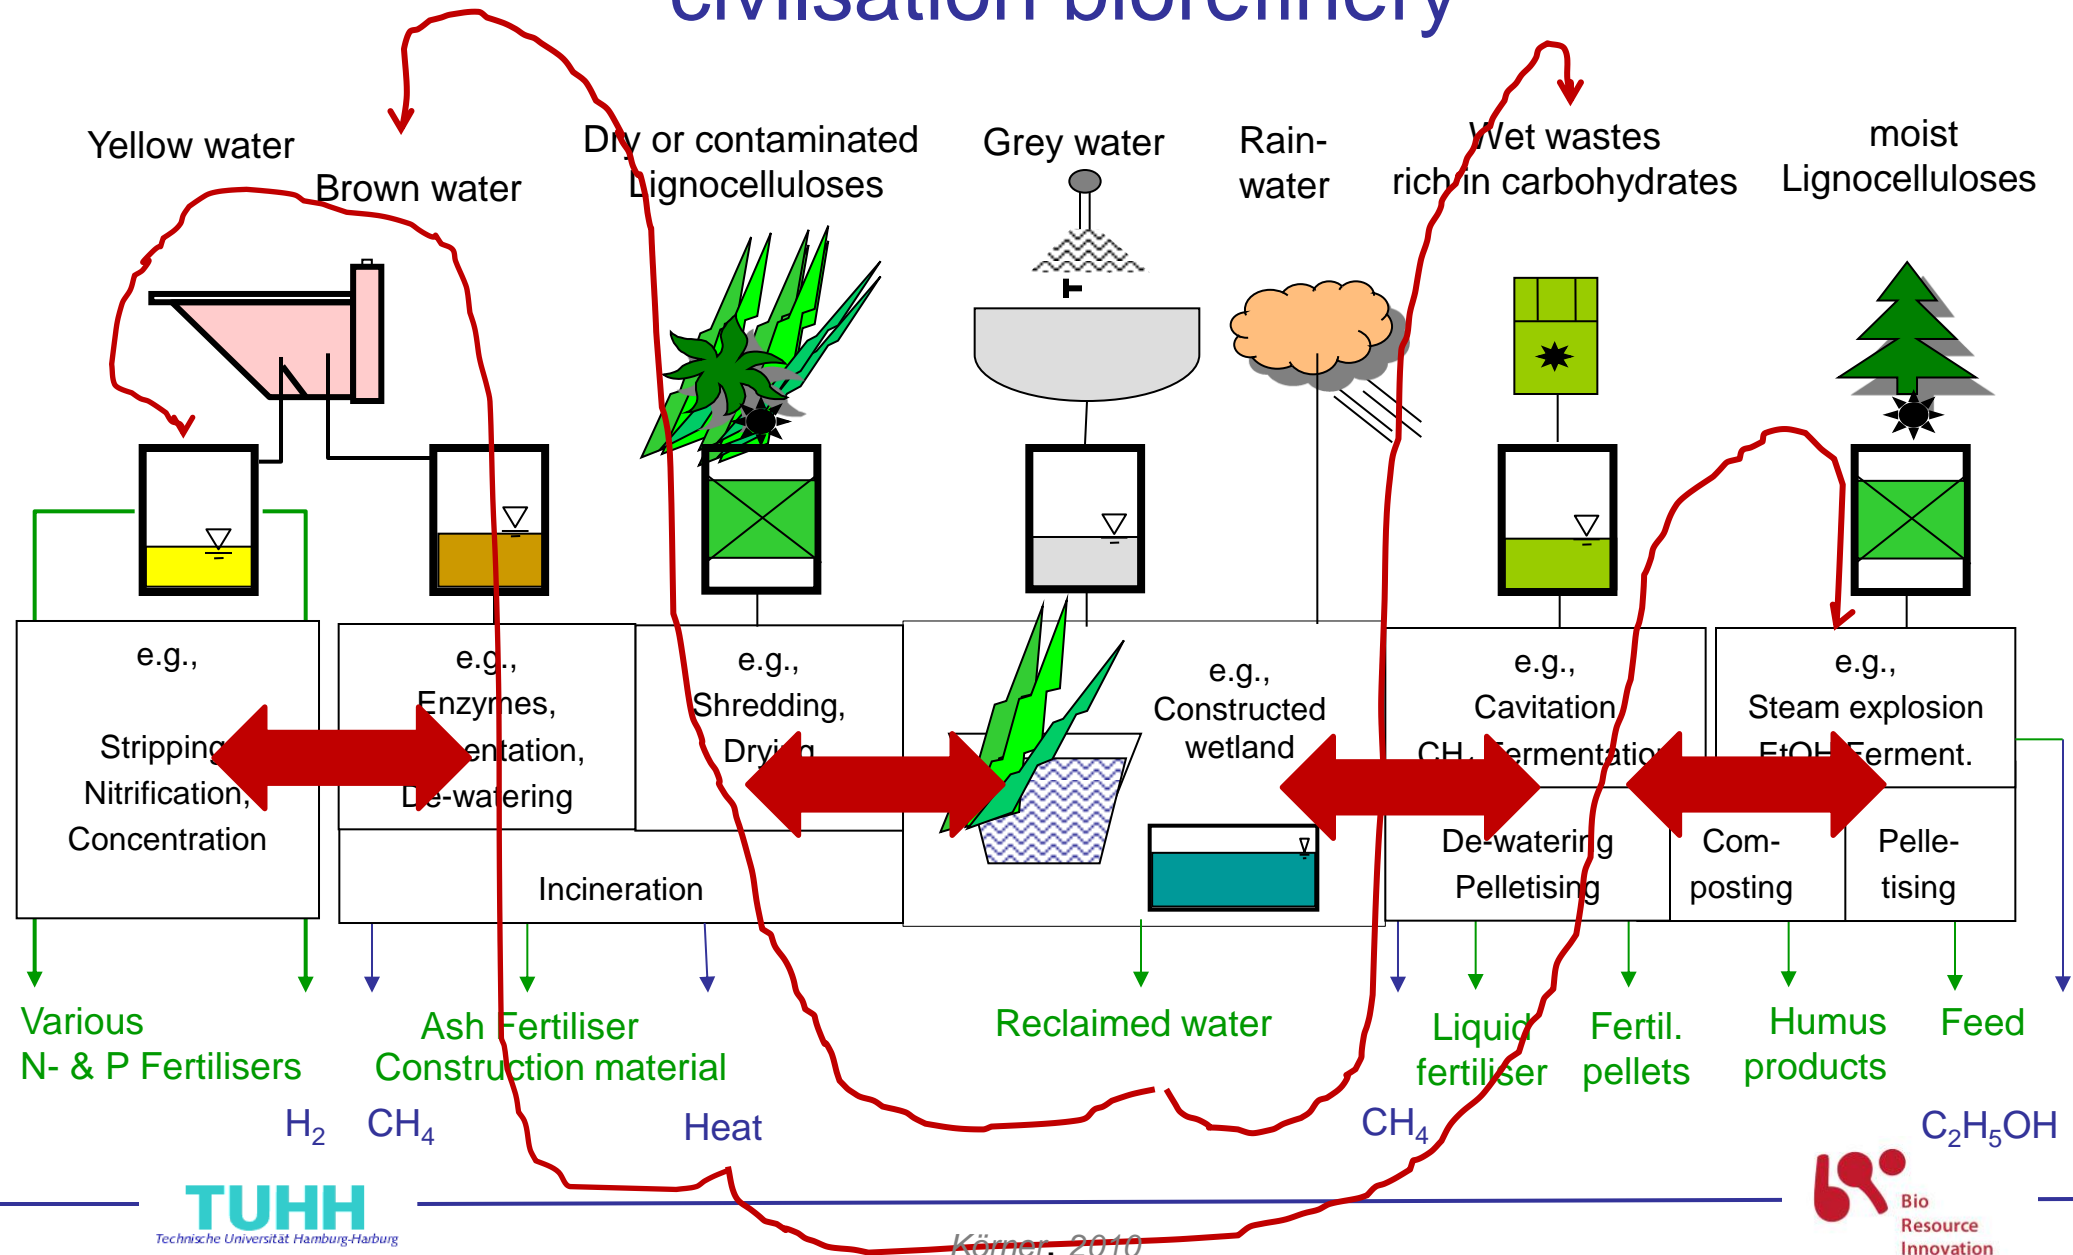 civilisation biorefinery
Yellow water
Brown water
Dry or contaminated
Lignocelluloses
Grey water
Rain-
water
Wet wastes
rich in carbohydrates
moist
Lignocelluloses
e.g.,
Stripping,
Nitrification,
Concentration
e.g.,
Enzymes,
De-watering
e.g.,
Shredding,
Drying
Incineration
e.g.,
Constructed
wetland
e.g.,
Cavitation
CH4 Fermentation
De-watering
Pelletising
e.g.,
Steam explosion
EtOH Ferment.
Com-
posting
Pelle-
tising
Various
N- & P Fertilisers
Ash Fertiliser
Construction material
Reclaimed water
Liquid
fertiliser
Fertil.
pellets
Humus
products
Feed
H2
CH4
Heat
CH4
C2H5OH
TUHH
Technische Universität Hamburg-Harburg
Körner, 2010
Bio
Resource
Innovation